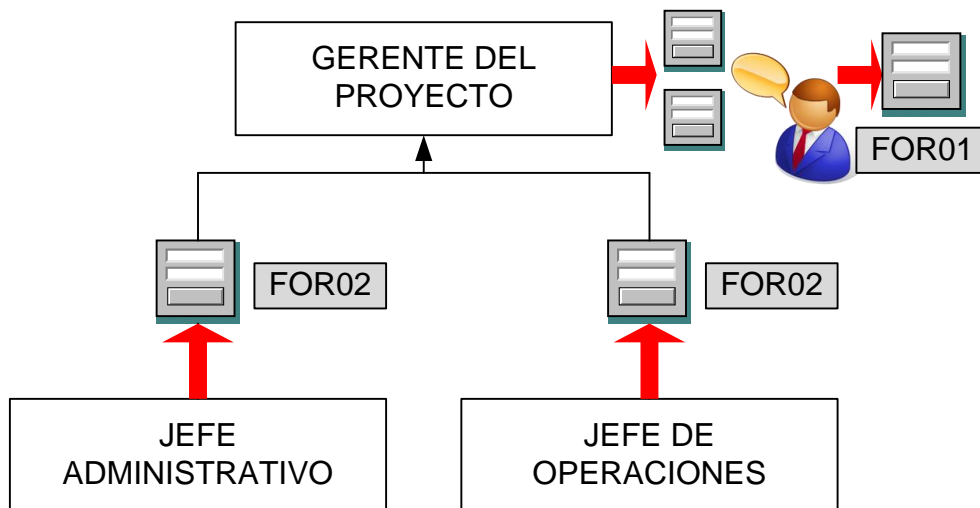 GERENTE DEL
PROYECTO
FOR01
FOR02
FOR02
JEFE
ADMINISTRATIVO
JEFE DE
OPERACIONES